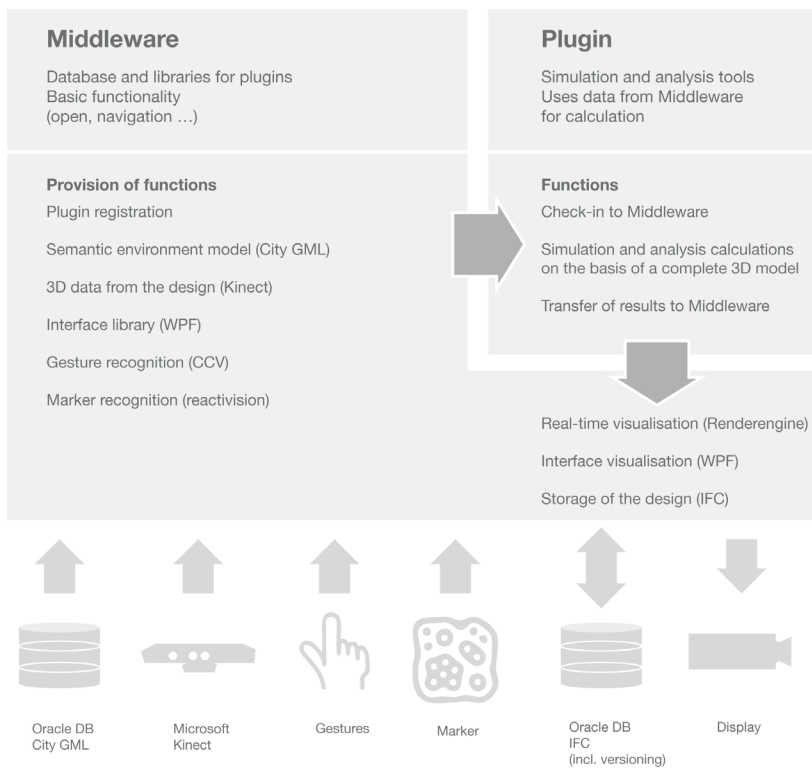 Middleware
Database and libraries for plugins
Basic functionality
(open, navigation …)
Plugin
Simulation and analysis tools
Uses data from Middleware
for calculation
Provision of functions
Plugin registration
Semantic environment model (City GML)
3D data from the design (Kinect)
Interface library (WPF)
Gesture recognition (CCV)
Marker recognition (reactivision)
Functions
Check-in to Middleware
Simulation and analysis calculations
on the basis of a complete 3D model
Transfer of results to Middleware
Real-time visualisation (Renderengine)
Interface visualisation (WPF)
Storage of the design (IFC)
Oracle DB
City GML
Microsoft
Kinect
Gestures
Marker
Oracle DB
IFC
(incl. versioning)
Display